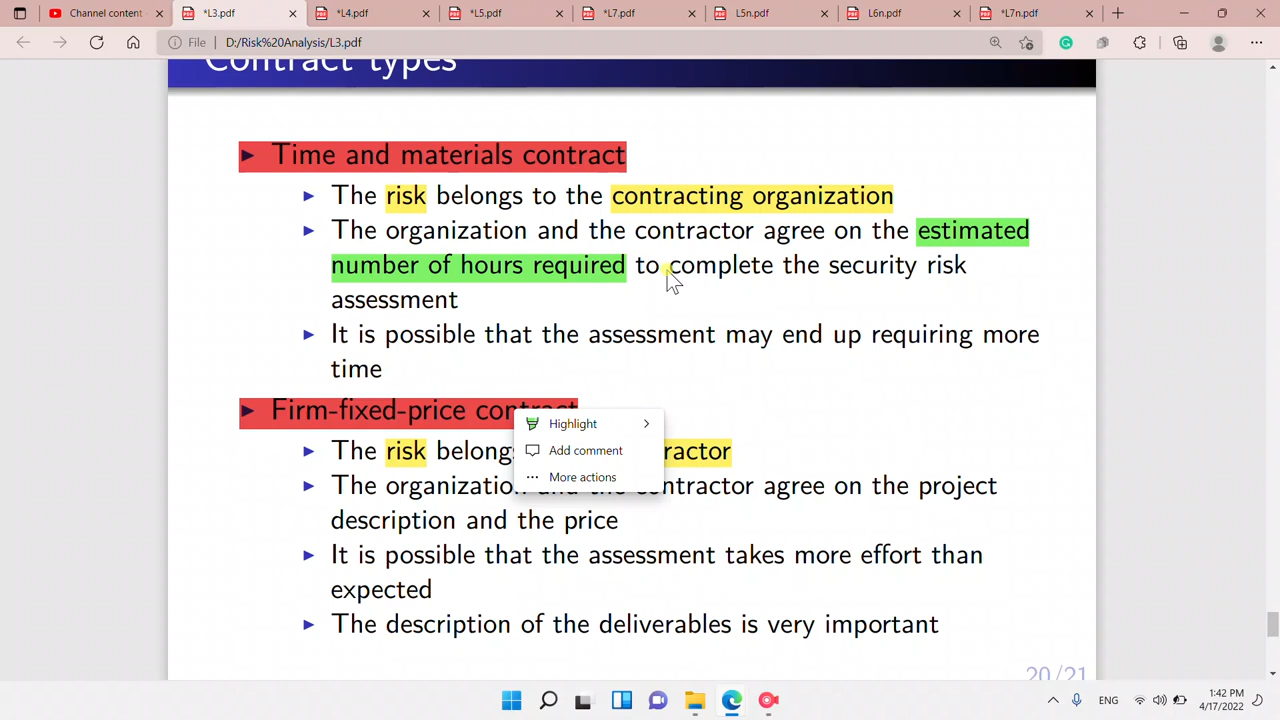 Channel content -
*L3.pdf
*L4.pdf
*L5.pdf
*L7.pdf
L5n.pdf
L6n.pdf
*L7n.pdf
File
D:/Risk%20Analysis/L3.pdf
Contract types
Time and materials contract
The risk belongs to the contracting organization
The organization and the contractor agree on the estimated
number of hours required to complete the security risk
assessment
It is possible that the assessment may end up requiring more
time
Firm-fixed-price contract
Highlight
Add comment
More actions
The risk belongs ractor
The organization and the contractor agree on the project
description and the price
It is possible that the assessment takes more effort than
expected
The description of the deliverables is very important
20/21
ENG
1:42 PM
4/17/2022